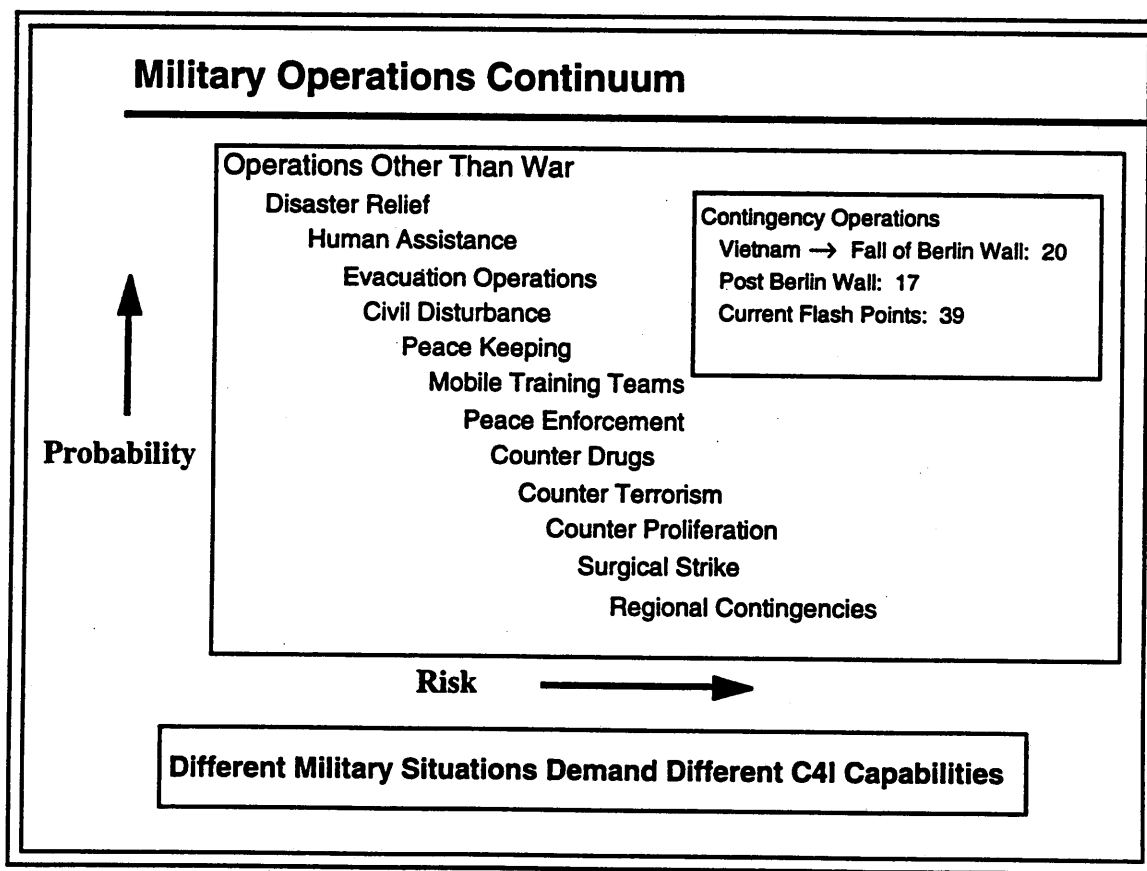 Military Operations Continuum
Operations Other Than War
Disaster Relief
Human Assistance
Evacuation Operations
Civil Disturbance
Peace Keeping
Mobile Training Teams
Peace Enforcement
Counter Drugs
Counter Terrorism
Counter Proliferation
Surgical Strike
Regional Contingencies
Contingency Operations
Vietnam → Fall of Berlin Wall: 20
Post Berlin Wall: 17
Current Flash Points: 39
Probability
Risk
Different Military Situations Demand Different C4I Capabilities